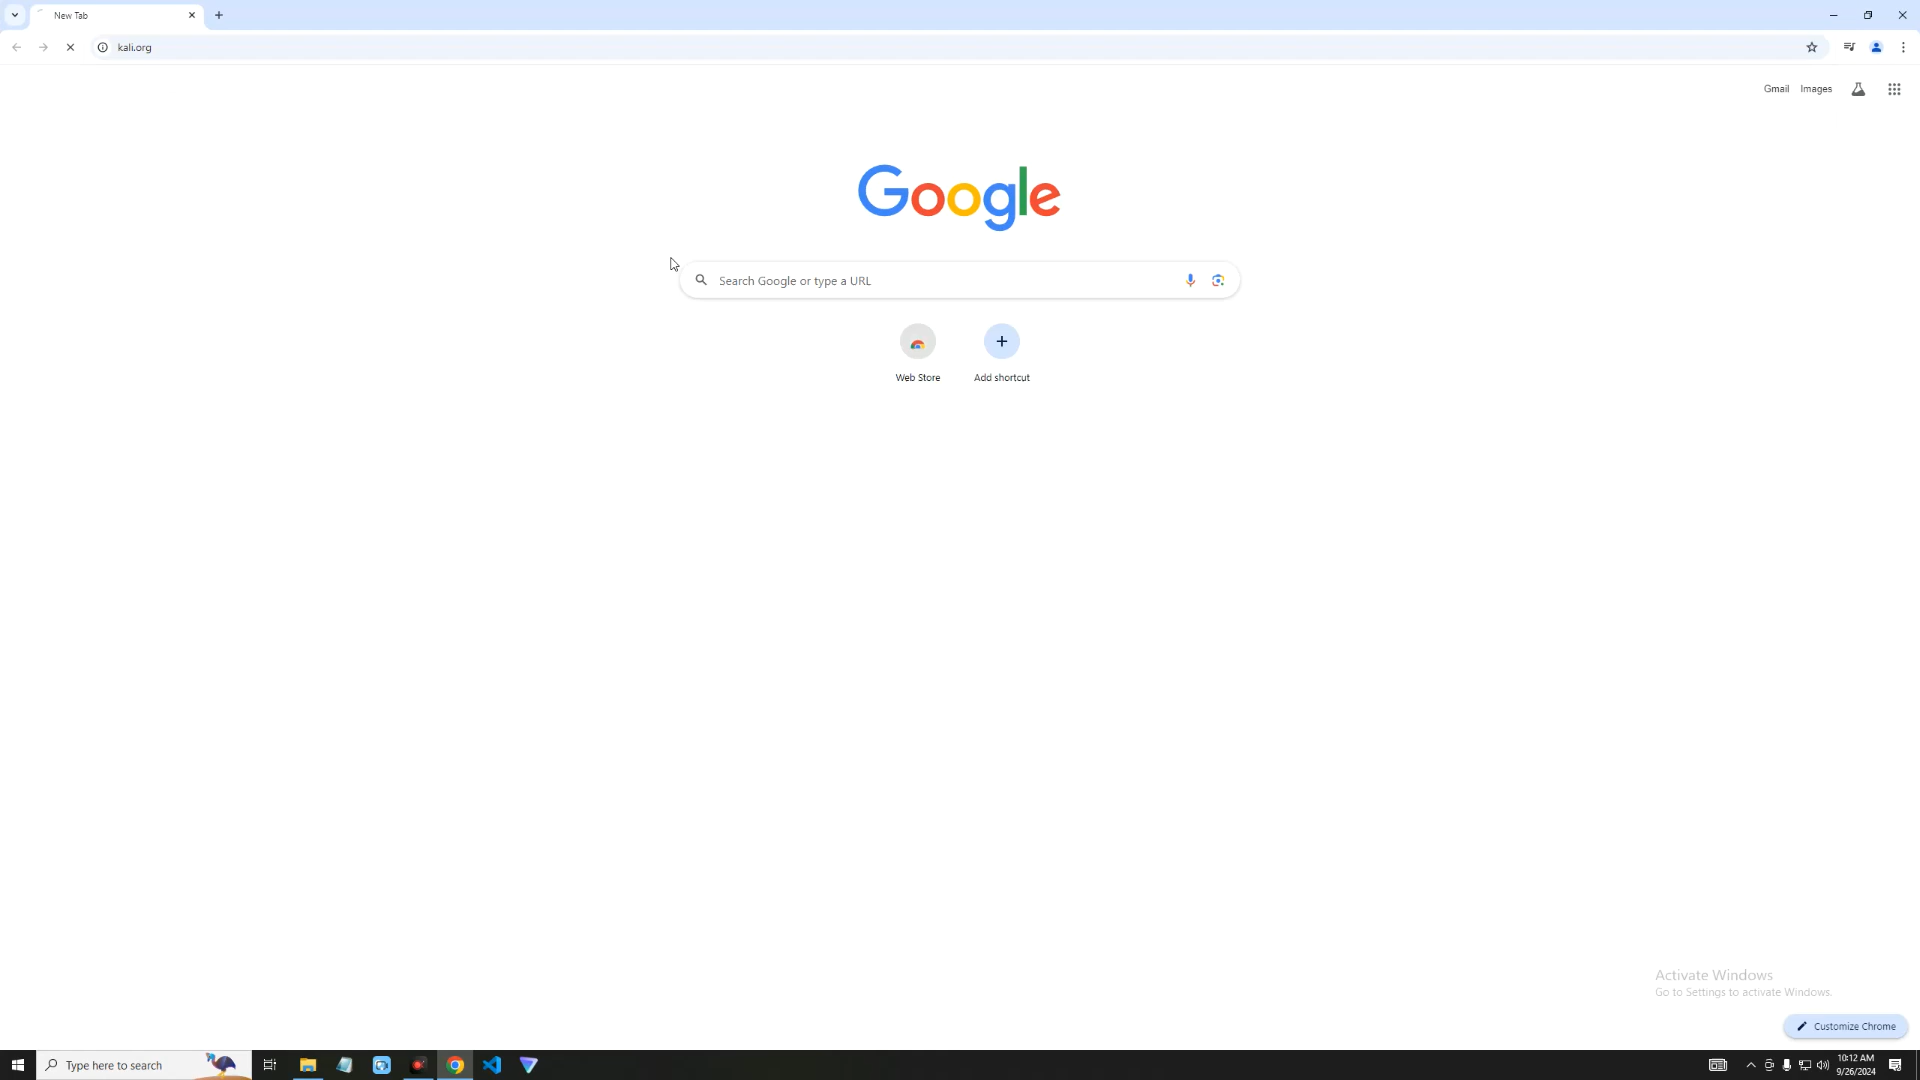 New Tab
kali.org
Gmail Images
Google
Search Google or type a URL
Web Store
Add shortcut
Activate Windows
Go to Settings to activate Windows.
Customize Chrome
Type here to search
10:12 AM
9/26/2024